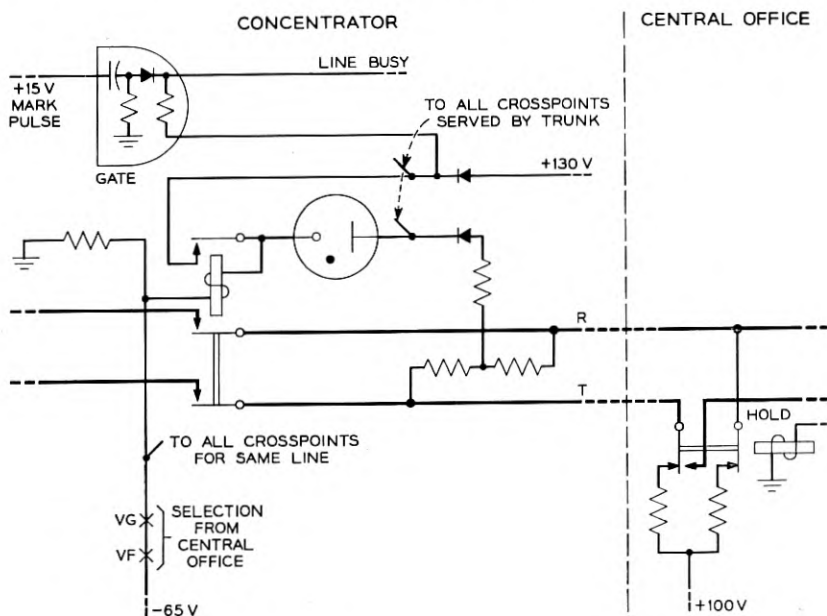 CONCENTRATOR
CENTRAL OFFICE
LINE BUSY
+15 V
MARK
PULSE
GATE
TO ALL CROSSPOINTS
SERVED BY TRUNK
+130 V
R
T
HOLD
TO ALL CROSSPOINTS
FOR SAME LINE
VG
VF
SELECTION
FROM
CENTRAL
OFFICE
-65 V
+100V